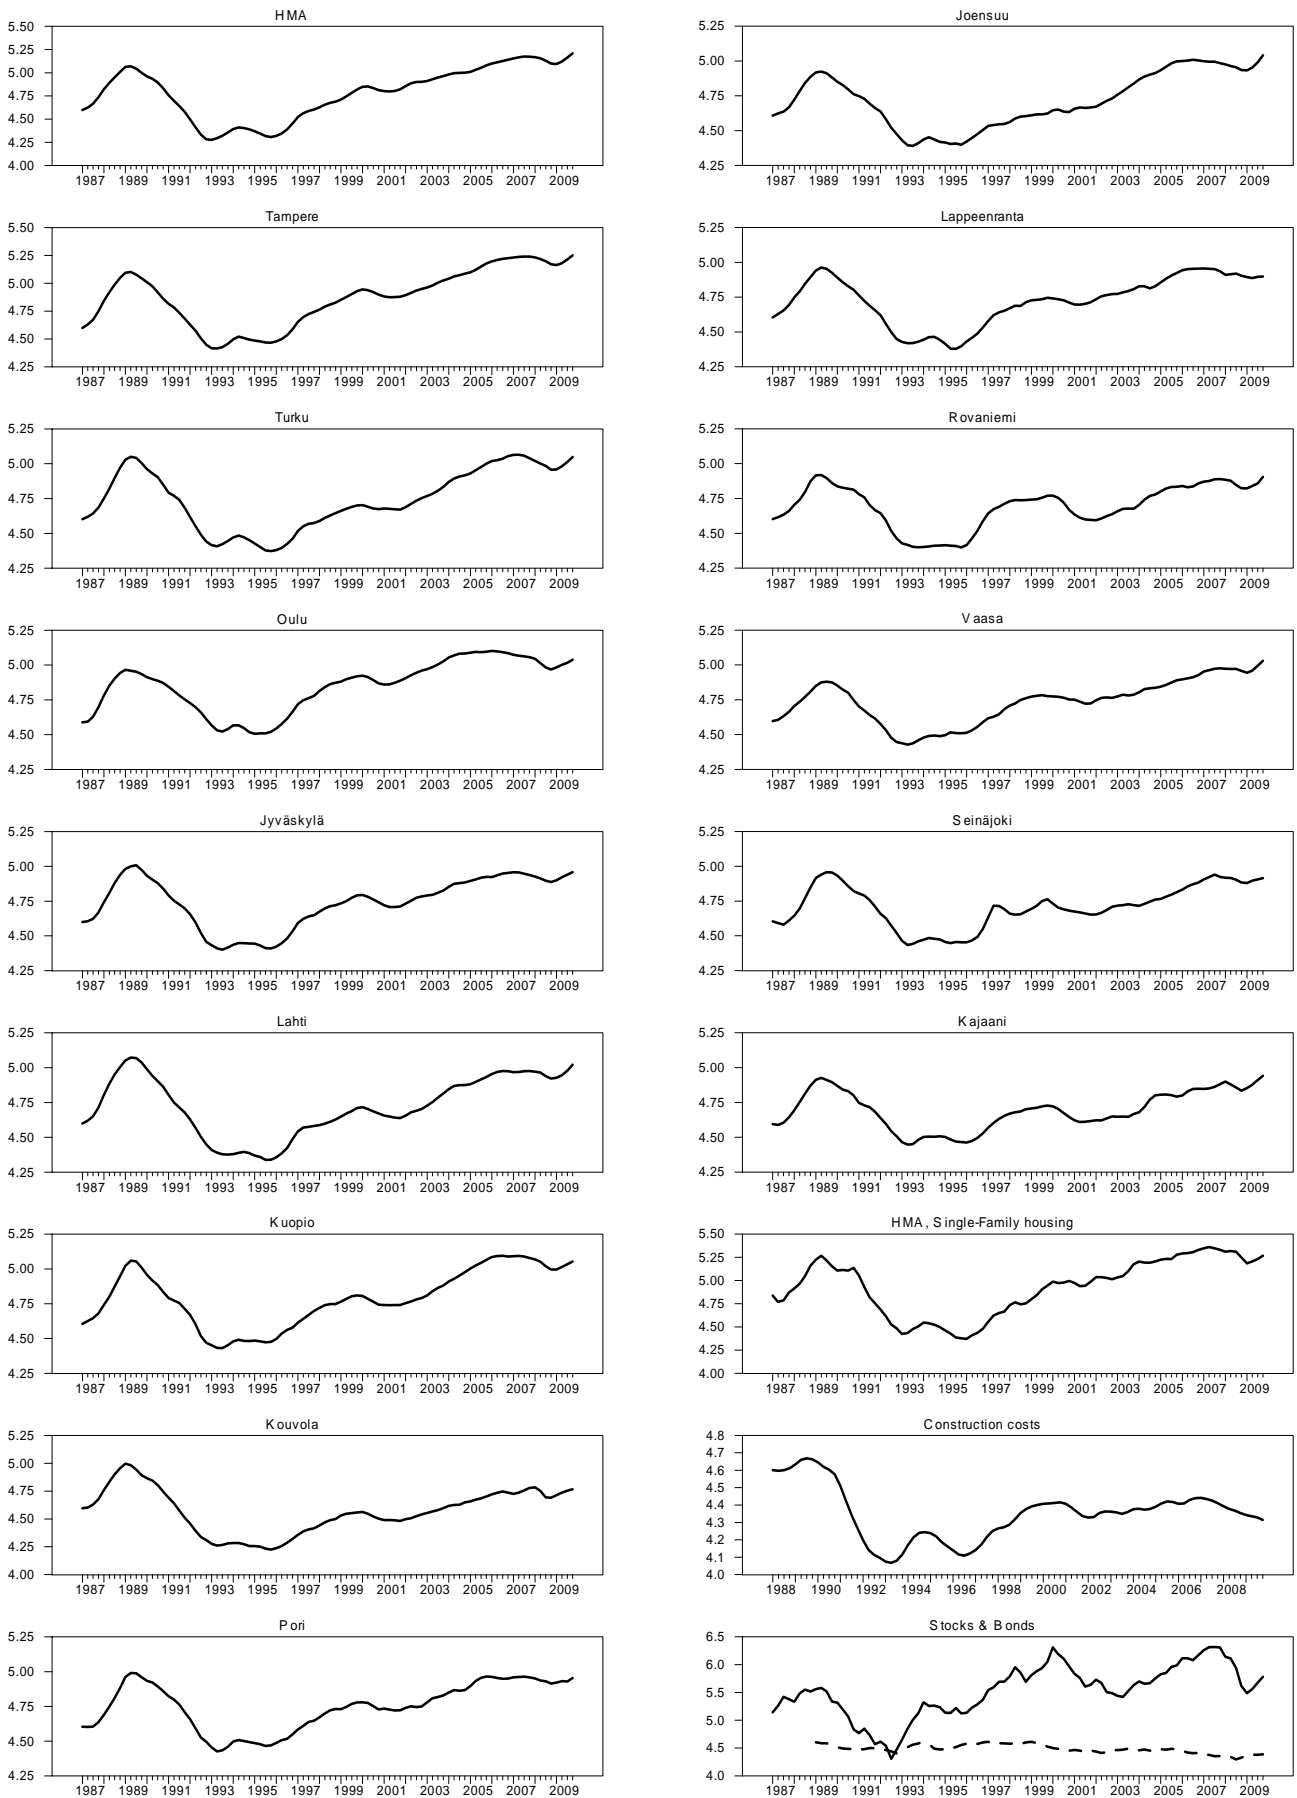 HMA
5.50
5.25
5.00
4.75
4.50
4.25
4.00
1987 1989 1991 1993 1995 1997 1999 2001 2003 2005 2007 2009
Joensuu
5.25
5.00
4.75
4.50
4.25
1987 1989 1991 1993 1995 1997 1999 2001 2003 2005 2007 2009
Tampere
5.50
5.25
5.00
4.75
4.50
4.25
1987 1989 1991 1993 1995 1997 1999 2001 2003 2005 2007 2009
Lappeenranta
5.25
5.00
4.75
4.50
4.25
1987 1989 1991 1993 1995 1997 1999 2001 2003 2005 2007 2009
Turku
5.25
5.00
4.75
4.50
4.25
1987 1989 1991 1993 1995 1997 1999 2001 2003 2005 2007 2009
Rovaniemi
5.25
5.00
4.75
4.50
4.25
1987 1989 1991 1993 1995 1997 1999 2001 2003 2005 2007 2009
Oulu
5.25
5.00
4.75
4.50
4.25
1987 1989 1991 1993 1995 1997 1999 2001 2003 2005 2007 2009
Vaasa
5.25
5.00
4.75
4.50
4.25
1987 1989 1991 1993 1995 1997 1999 2001 2003 2005 2007 2009
Jyväskylä
5.25
5.00
4.75
4.50
4.25
1987 1989 1991 1993 1995 1997 1999 2001 2003 2005 2007 2009
Seinäjoki
5.25
5.00
4.75
4.50
4.25
1987 1989 1991 1993 1995 1997 1999 2001 2003 2005 2007 2009
Lahti
5.25
5.00
4.75
4.50
4.25
1987 1989 1991 1993 1995 1997 1999 2001 2003 2005 2007 2009
Kajaani
5.25
5.00
4.75
4.50
4.25
1987 1989 1991 1993 1995 1997 1999 2001 2003 2005 2007 2009
Kuopio
5.25
5.00
4.75
4.50
4.25
1987 1989 1991 1993 1995 1997 1999 2001 2003 2005 2007 2009
HMA, Single-Family housing
5.50
5.25
5.00
4.75
4.50
4.25
4.00
1987 1989 1991 1993 1995 1997 1999 2001 2003 2005 2007 2009
Kouvola
5.25
5.00
4.75
4.50
4.25
4.00
1987 1989 1991 1993 1995 1997 1999 2001 2003 2005 2007 2009
Construction costs
4.8
4.7
4.6
4.5
4.4
4.3
4.2
4.1
4.0
1988 1990 1992 1994 1996 1998 2000 2002 2004 2006 2008
Pori
5.25
5.00
4.75
4.50
4.25
1987 1989 1991 1993 1995 1997 1999 2001 2003 2005 2007 2009
Stocks & Bonds
6.5
6.0
5.5
5.0
4.5
4.0
1987 1989 1991 1993 1995 1997 1999 2001 2003 2005 2007 2009